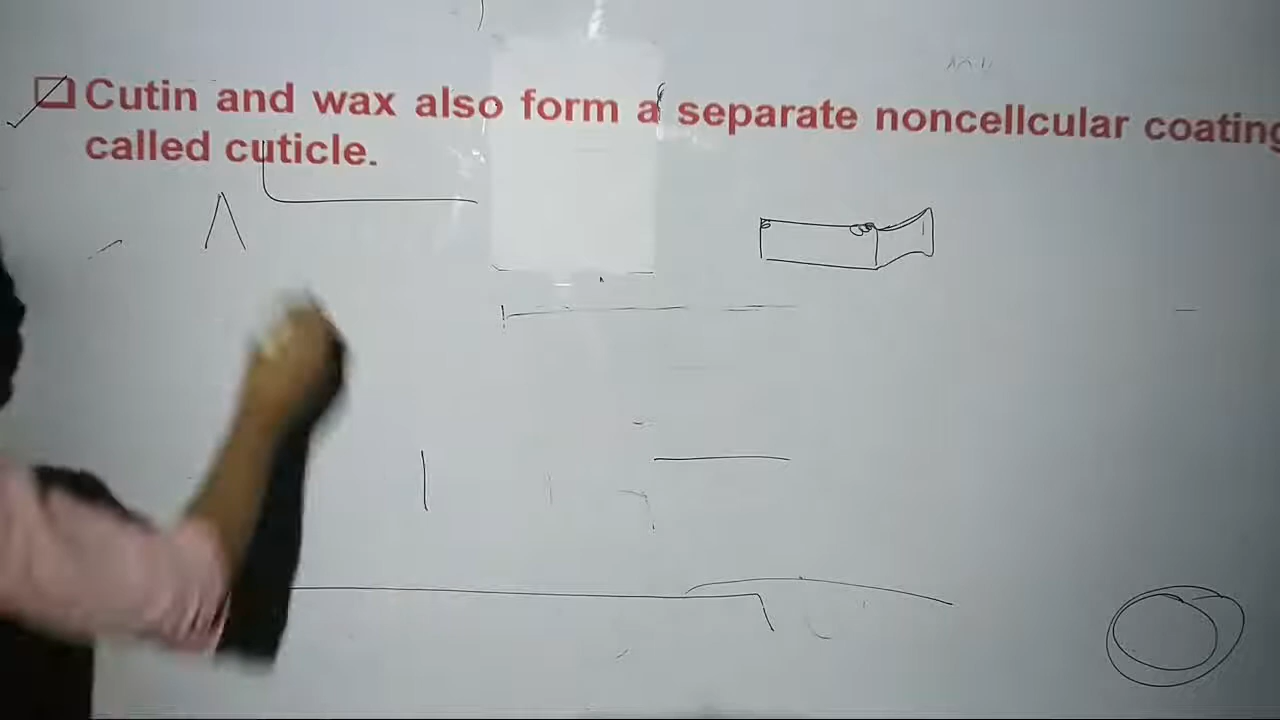 Cutin and wax also form a separate noncellcular coating
called cuticle.